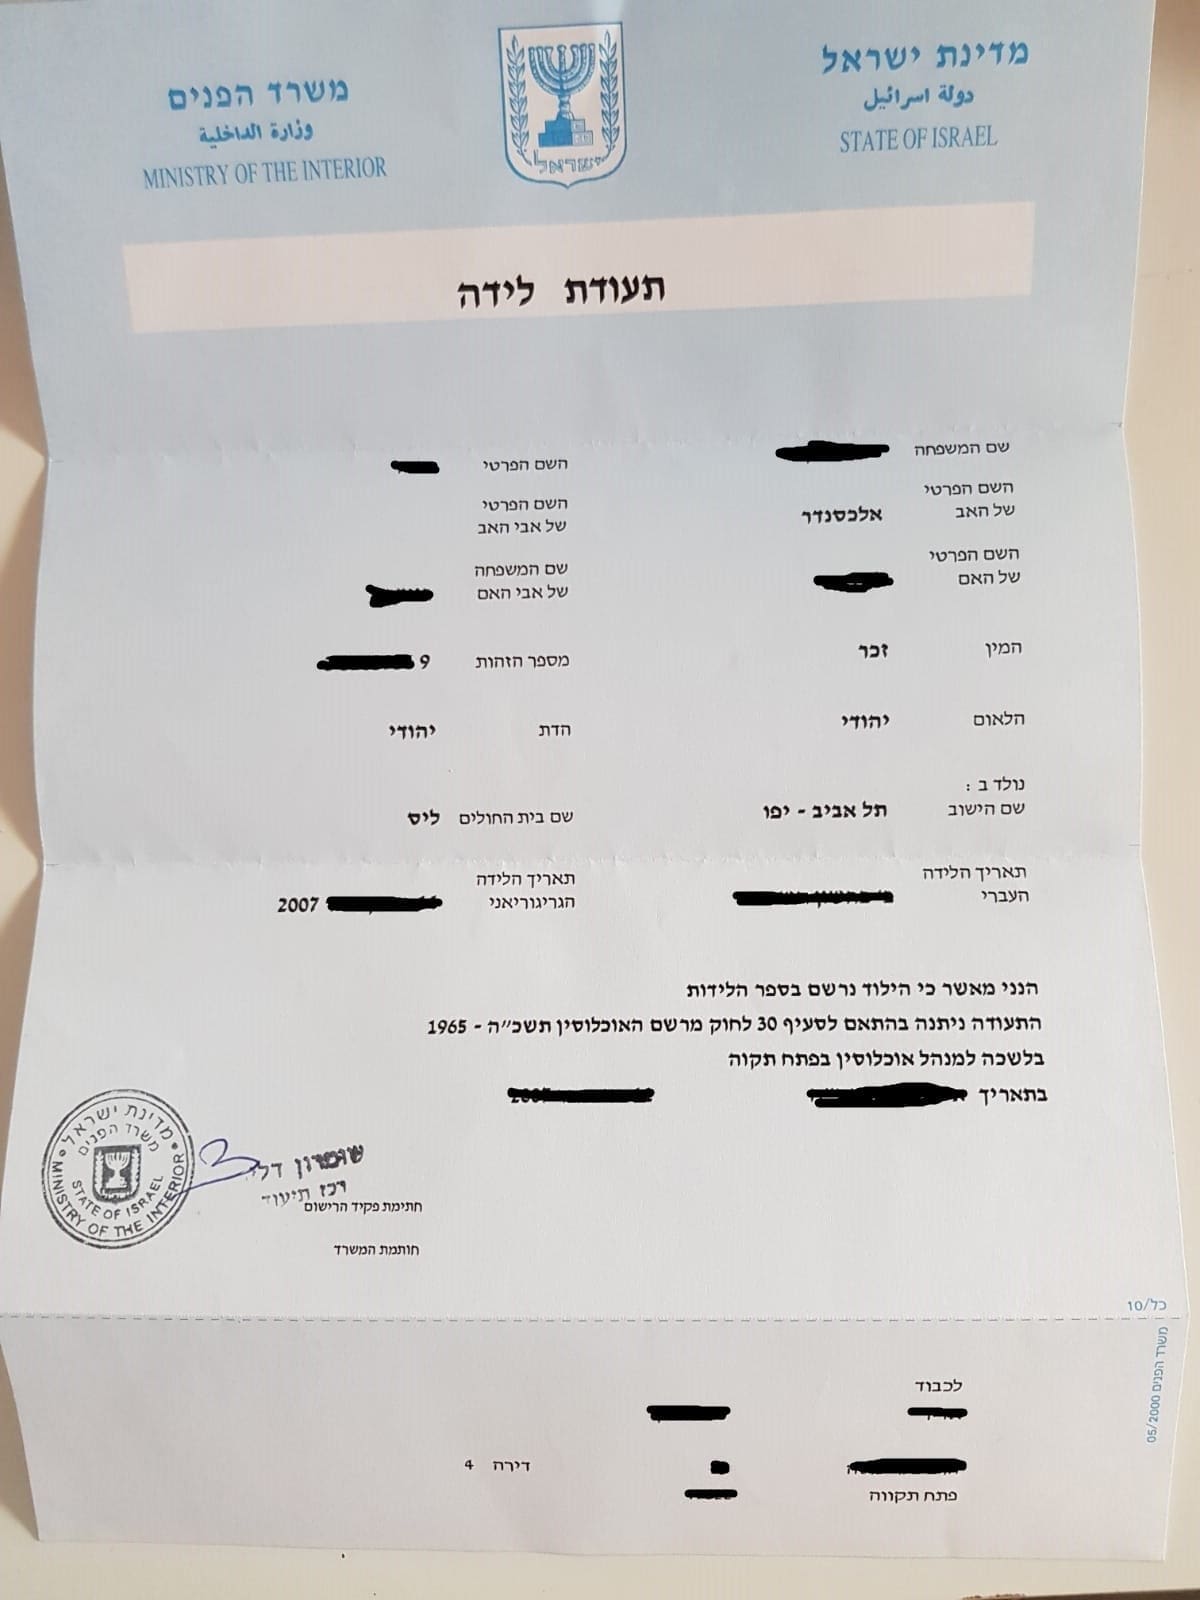 מדינת ישראל
دولة اسرائيل
STATE OF ISRAEL
ישראל
משרד הפנים
وزارة الداخلية
MINISTRY OF THE INTERIOR
תעודת לידה
שם המשפחה
השם הפרטי
השם הפרטי
של האב אלכסנדר
השם הפרטי
של אבי האב
השם הפרטי
של האם
שם המשפחה
של אבי האם
המין זכר
מספר הזהות 9
הלאום יהודי
הדת יהודי
נולד ב :
שם הישוב תל אביב - יפו
שם בית החולים ליס
תאריך הלידה
העברי
תאריך הלידה
הגריגוריאני 2007
הנני מאשר כי הילוד נרשם בספר הלידות
התעודה ניתנה בהתאם לסעיף 30 לחוק מרשם האוכלוסין תשכ"ה - 1965
בלשכה למנהל אוכלוסין בפתח תקוה
בתאריך
מדינת ישראל
משרד הפנים
STATE OF ISRAEL
MINISTRY OF THE INTERIOR
רכז תיעוד
חתימת פקיד הרישום
חותמת המשרד
כל/10
משרד הפנים 05/2000
לכבוד
דירה 4
פתח תקווה